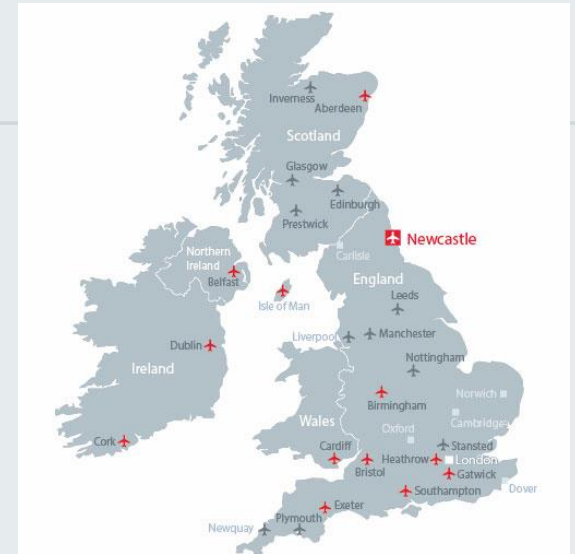 Inverness
Aberdeen
Scotland
Glasgow
Edinburgh
Prestwick
Newcastle
Carlisle
Northern
Ireland
Belfast
England
Isle of Man
Leeds
Liverpool
Manchester
Dublin
Nottingham
Ireland
Birmingham
Norwich
Wales
Oxford
Cambridge
Cork
Cardiff
Stansted
Heathrow
London
Bristol
Gatwick
Southampton
Dover
Exeter
Plymouth
Newquay